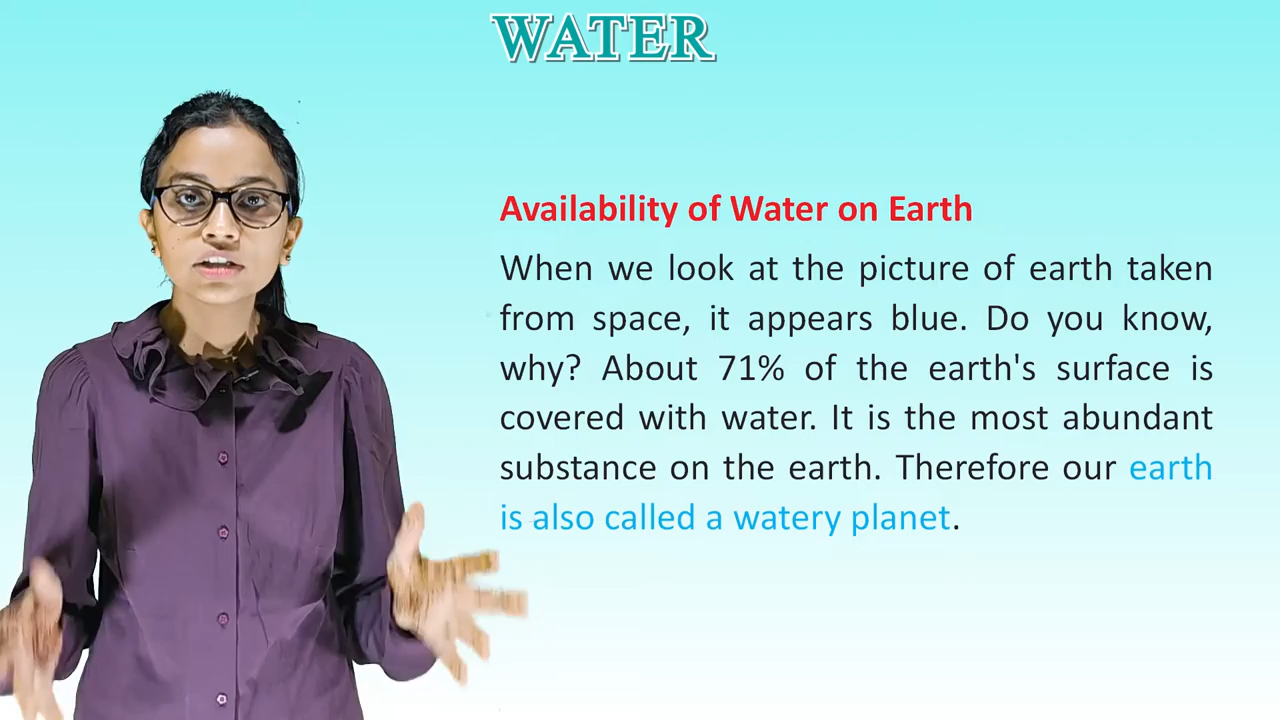 WATER
Availability of Water on Earth
When we look at the picture of earth taken
from space, it appears blue. Do you know,
why? About 71% of the earth's surface is
covered with water. It is the most abundant
substance on the earth. Therefore our earth
is also called a watery planet.